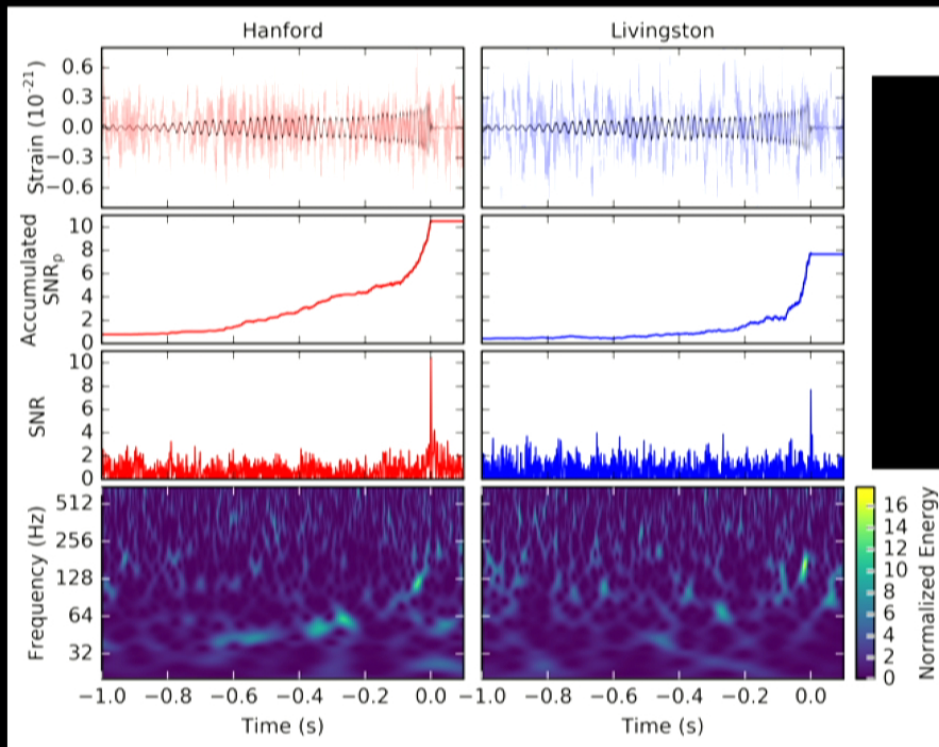 Hanford
Livingston
Strain (10⁻²¹)
0.6
0.3
0.0
−0.3
−0.6
Accumulated
SNRₚ
10
8
6
4
2
0
SNR
10
8
6
4
2
0
Frequency (Hz)
512
256
128
64
32
−1.0 −0.8 −0.6 −0.4 −0.2 0.0
Time (s)
−1.0 −0.8 −0.6 −0.4 −0.2 0.0
Time (s)
16
14
12
10
8
6
4
2
0
Normalized Energy